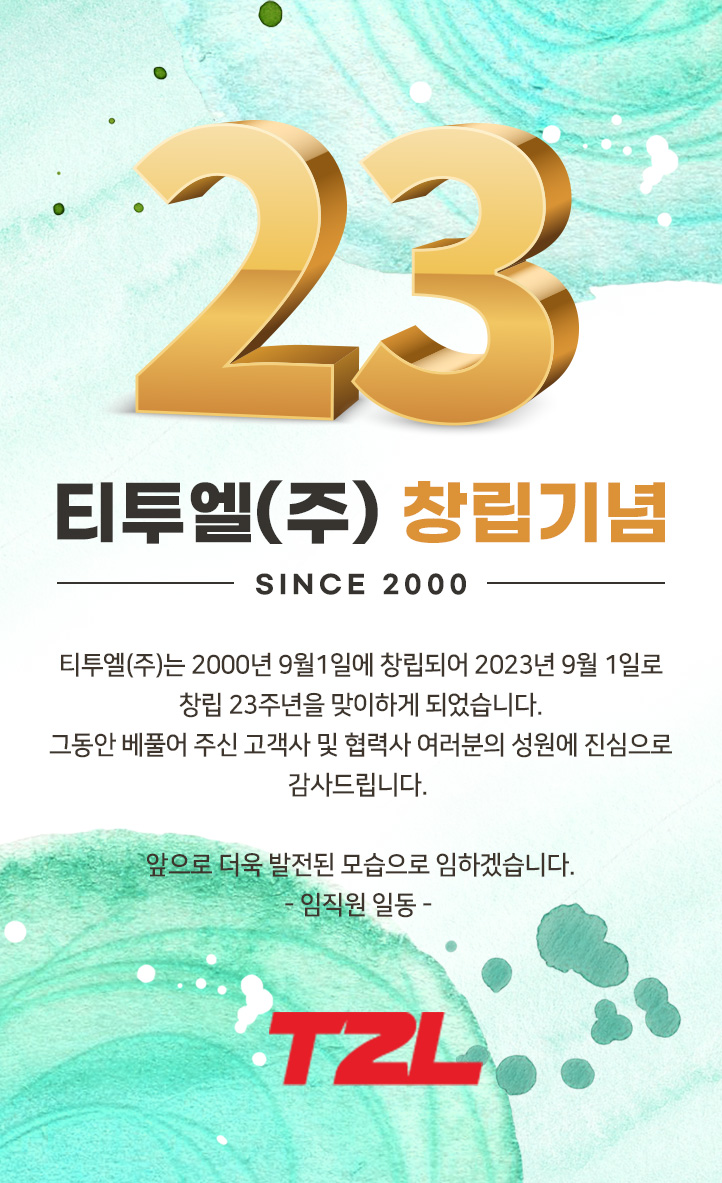 23
티투엘(주) 창립기념
SINCE 2000
티투엘(주)는 2000년 9월1일에 창립되어 2023년 9월 1일로
창립 23주년을 맞이하게 되었습니다.
그동안 베풀어 주신 고객사 및 협력사 여러분의 성원에 진심으로
감사드립니다.
앞으로 더욱 발전된 모습으로 임하겠습니다.
- 임직원 일동 -
T2L